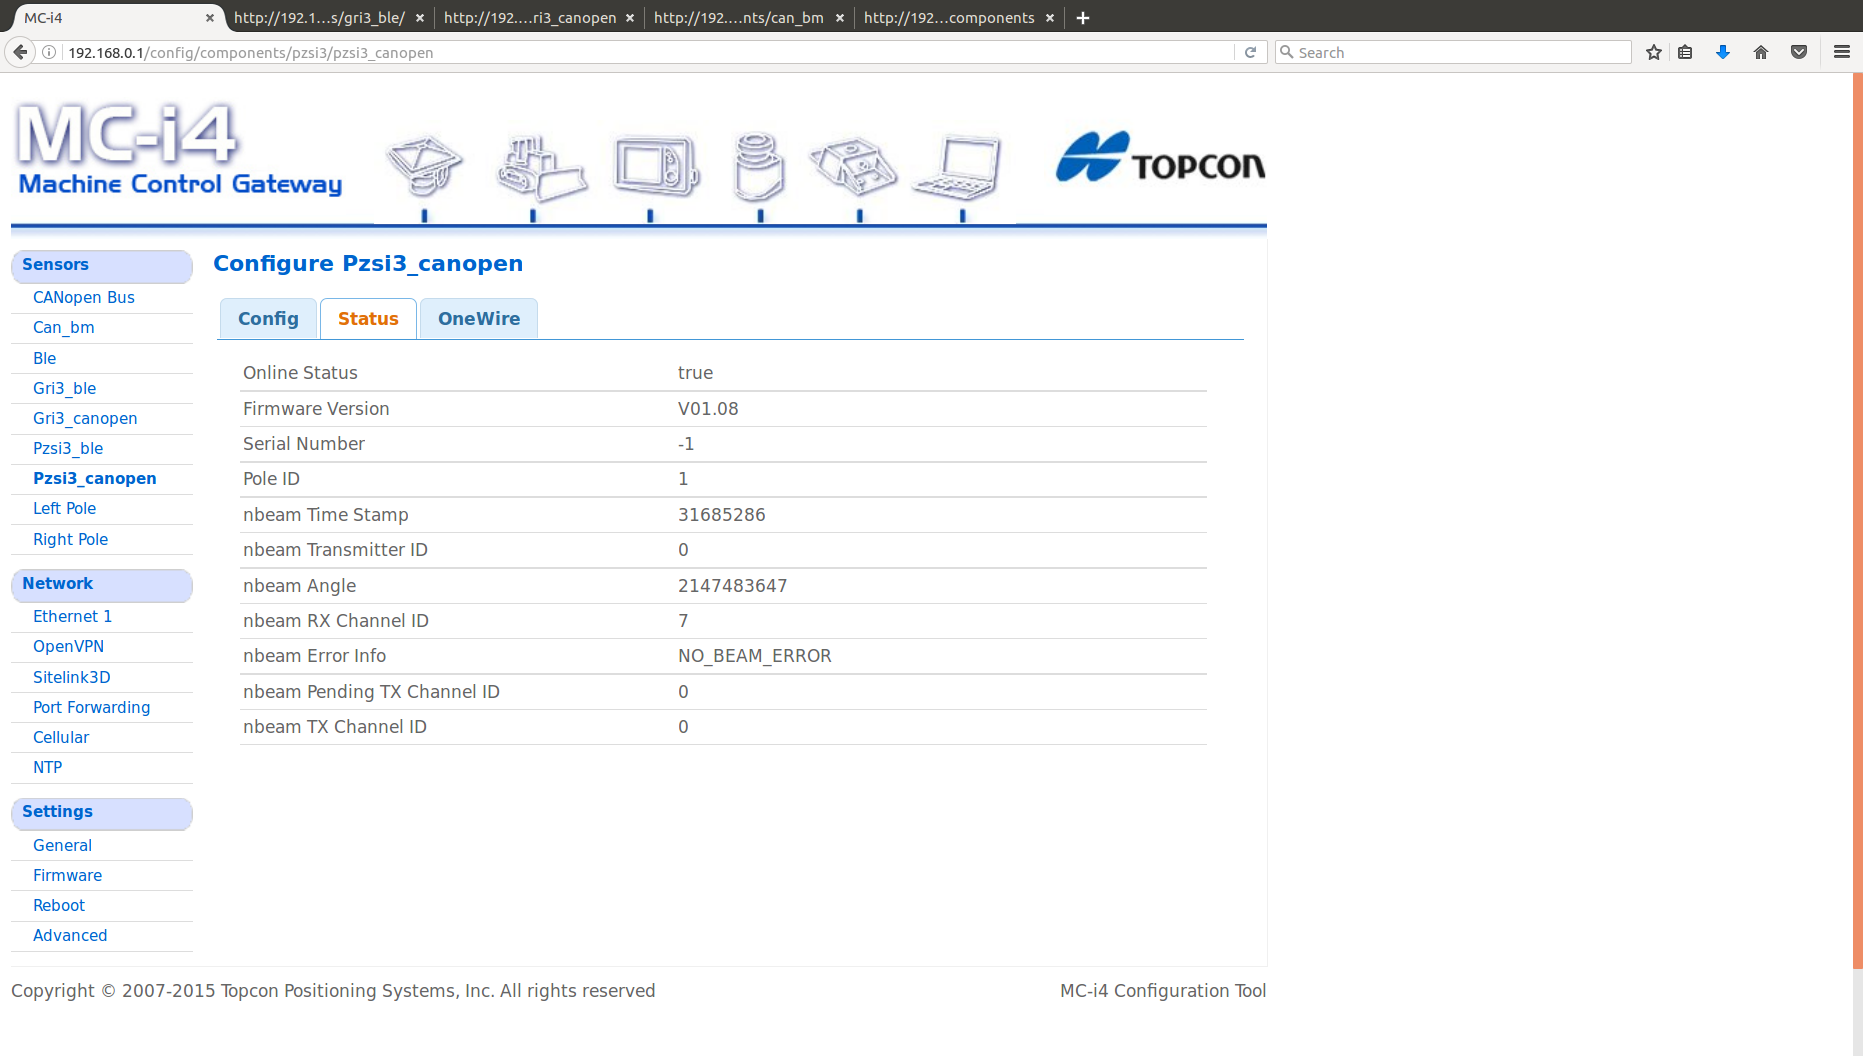 MC-i4
http://192.1...s/gri3_ble/
http://192....ri3_canopen
http://192....nts/can_bm
http://192...components
192.168.0.1/config/components/pzsi3/pzsi3_canopen
Search
MC-i4
Machine Control Gateway
TOPCON
Sensors
CANopen Bus
Can_bm
Ble
Gri3_ble
Gri3_canopen
Pzsi3_ble
Pzsi3_canopen
Left Pole
Right Pole
Network
Ethernet 1
OpenVPN
Sitelink3D
Port Forwarding
Cellular
NTP
Settings
General
Firmware
Reboot
Advanced
Configure Pzsi3_canopen
Config Status OneWire
Online Status true
Firmware Version V01.08
Serial Number -1
Pole ID 1
nbeam Time Stamp 31685286
nbeam Transmitter ID 0
nbeam Angle 2147483647
nbeam RX Channel ID 7
nbeam Error Info NO_BEAM_ERROR
nbeam Pending TX Channel ID 0
nbeam TX Channel ID 0
Copyright © 2007-2015 Topcon Positioning Systems, Inc. All rights reserved
MC-i4 Configuration Tool